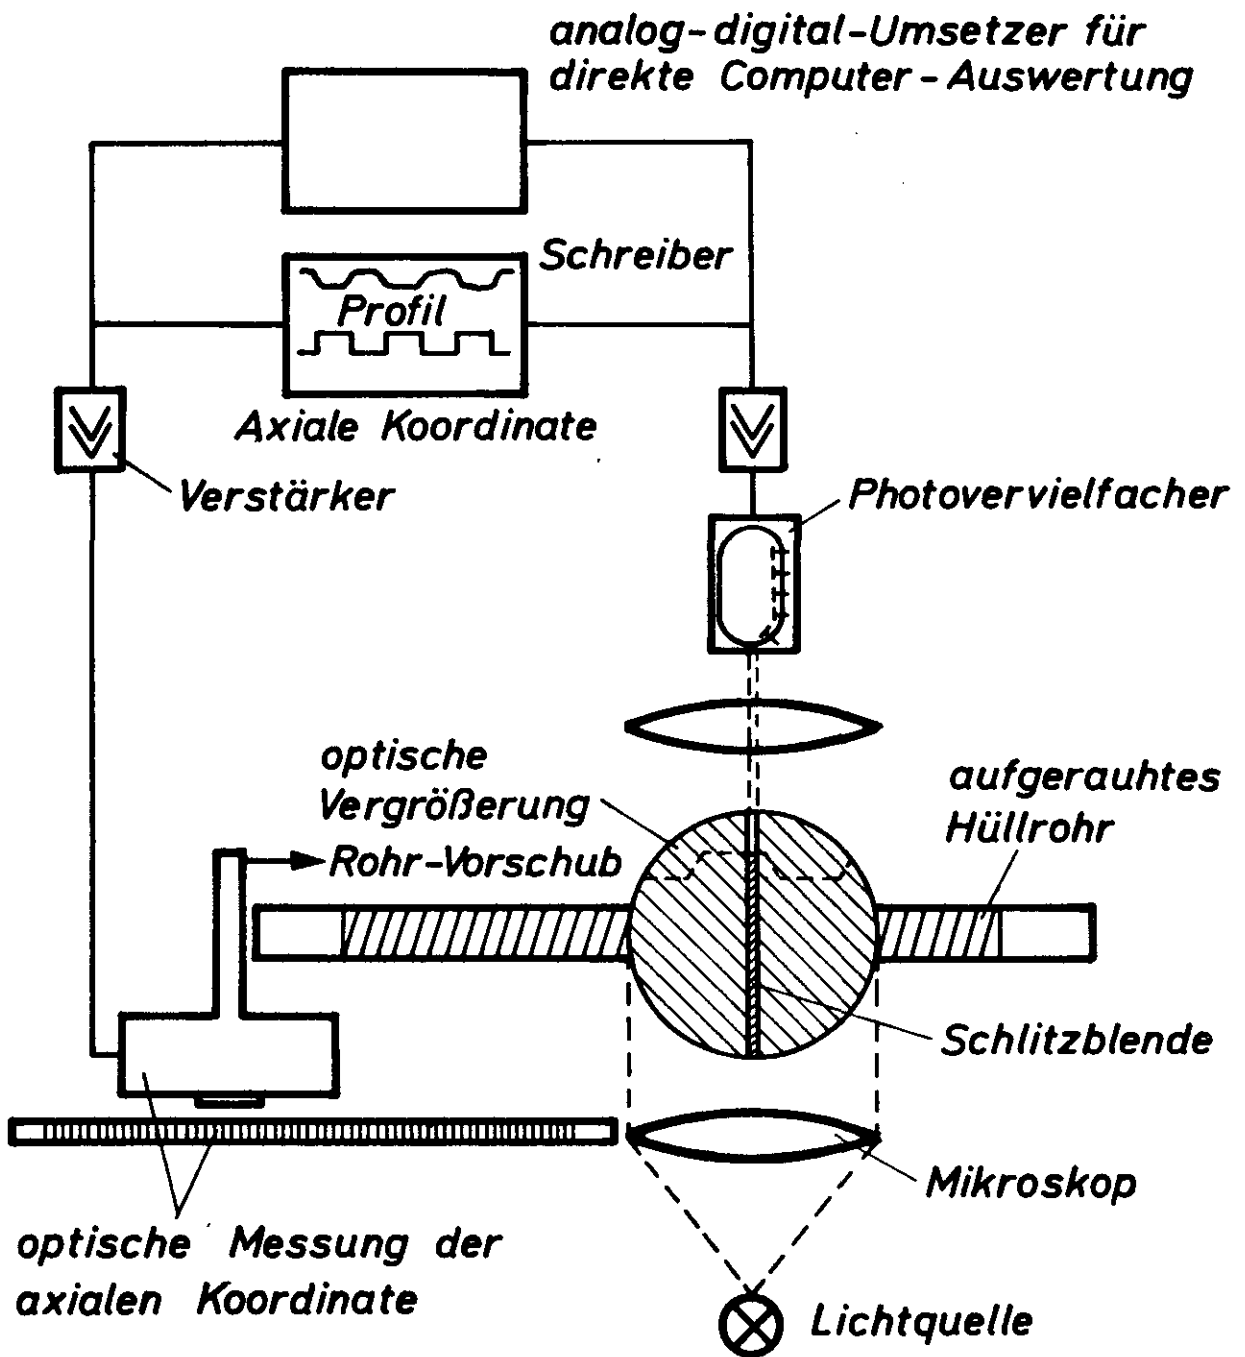 analog-digital-Umsetzer für
direkte Computer-Auswertung
Schreiber
Profil
Axiale Koordinate
Verstärker
Photovervielfacher
optische
Vergrößerung
aufgerauhtes
Hüllrohr
Rohr-Vorschub
Schlitzblende
Mikroskop
optische Messung der
axialen Koordinate
Lichtquelle